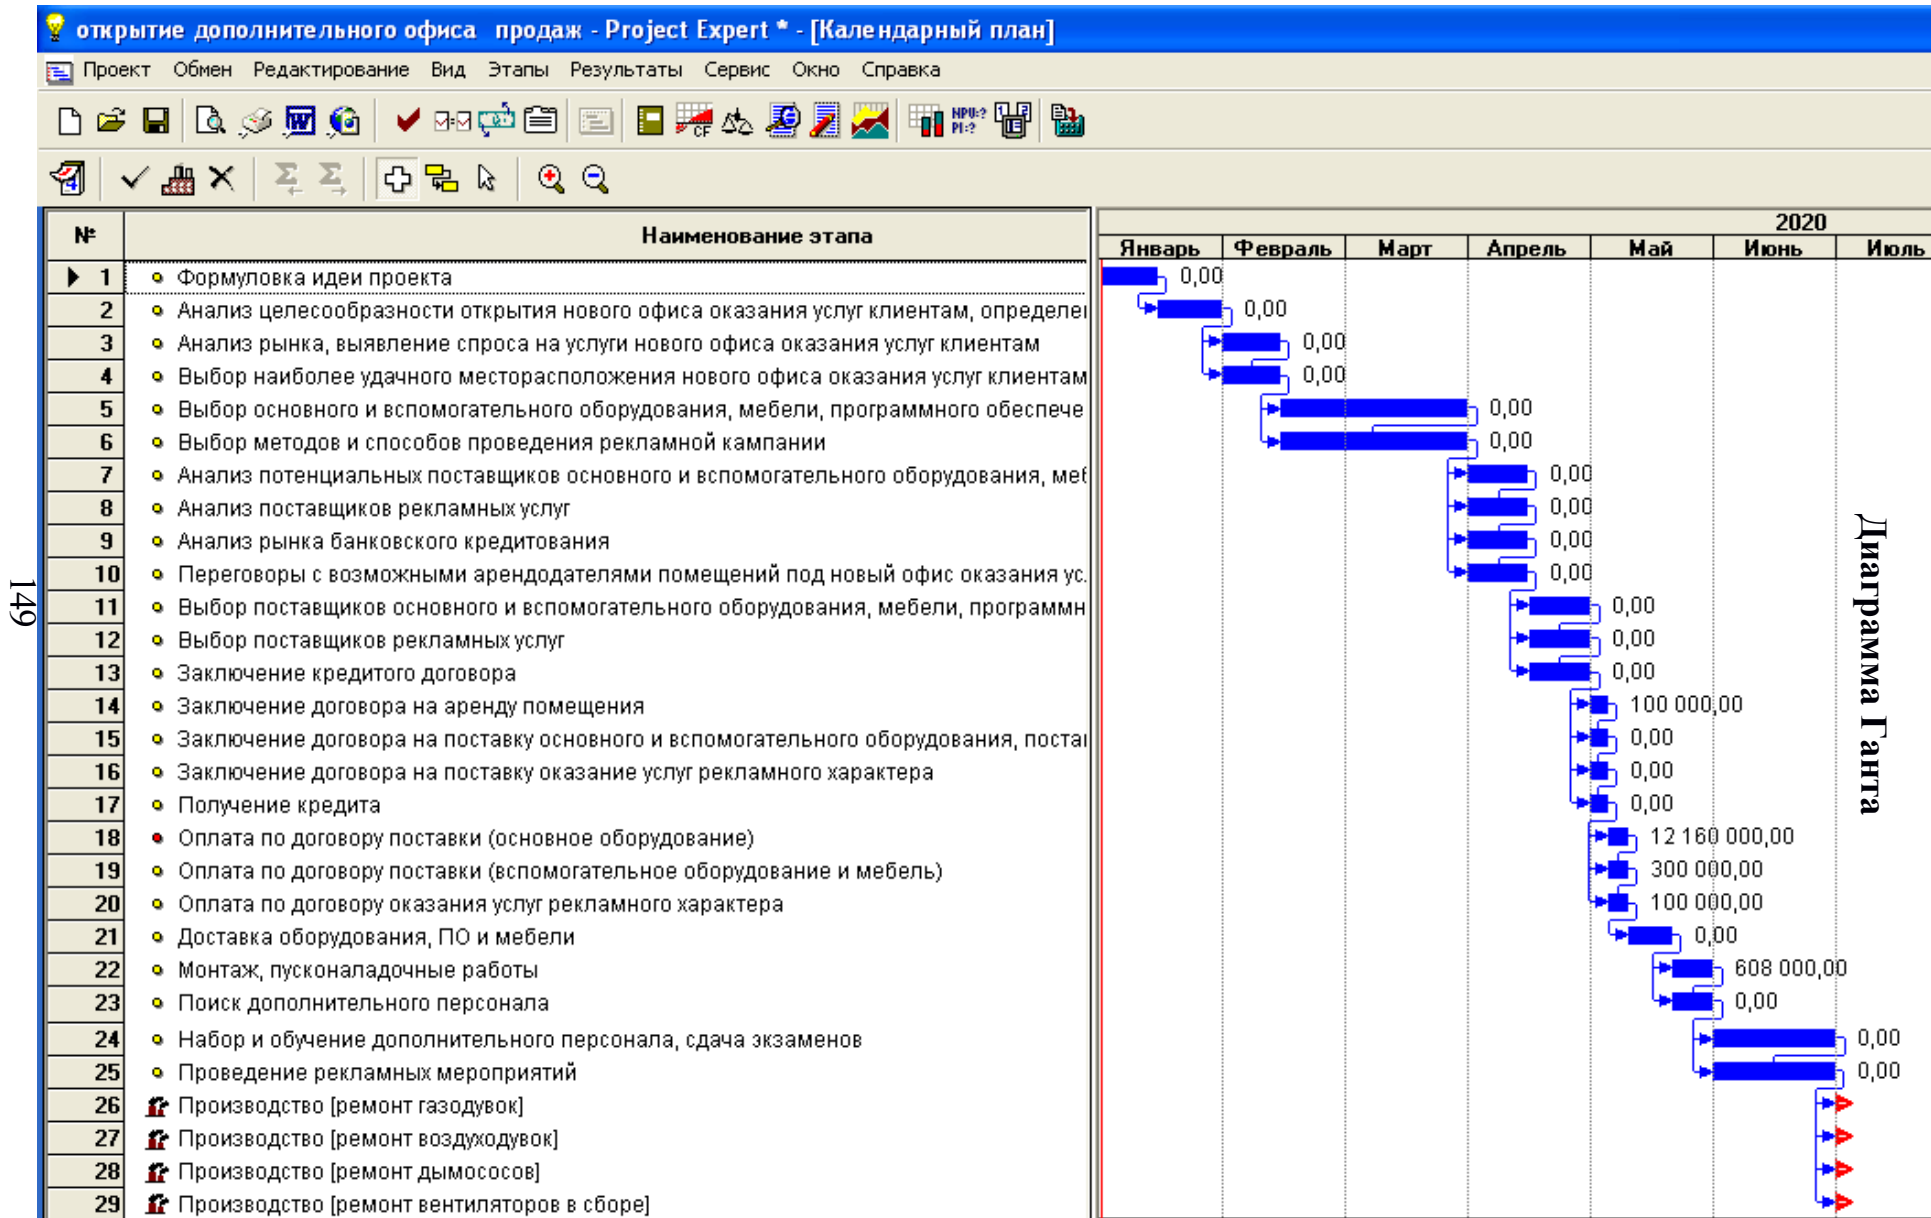 открытие дополнительного офиса продаж - Project Expert * - [Календарный план]
Проект Обмен Редактирование Вид Этапы Результаты Сервис Окно Справка
CF NPV:? PI:?
№ Наименование этапа 2020
Январь Февраль Март Апрель Май Июнь Июль
1 Формуловка идеи проекта 0,00
2 Анализ целесообразности открытия нового офиса оказания услуг клиентам, определе 0,00
3 Анализ рынка, выявление спроса на услуги нового офиса оказания услуг клиентам 0,00
4 Выбор наиболее удачного месторасположения нового офиса оказания услуг клиентам 0,00
5 Выбор основного и вспомогательного оборудования, мебели, программного обеспече 0,00
6 Выбор методов и способов проведения рекламной кампании 0,00
7 Анализ потенциальных поставщиков основного и вспомогательного оборудования, меб 0,00
8 Анализ поставщиков рекламных услуг 0,00
9 Анализ рынка банковского кредитования 0,00
10 Переговоры с возможными арендодателями помещений под новый офис оказания ус. 0,00
11 Выбор поставщиков основного и вспомогательного оборудования, мебели, программн 0,00
12 Выбор поставщиков рекламных услуг 0,00
13 Заключение кредитого договора 0,00
14 Заключение договора на аренду помещения 100 000,00
15 Заключение договора на поставку основного и вспомогательного оборудования, поста 0,00
16 Заключение договора на поставку оказание услуг рекламного характера 0,00
17 Получение кредита 0,00
18 Оплата по договору поставки (основное оборудование) 12 160 000,00
19 Оплата по договору поставки (вспомогательное оборудование и мебель) 300 000,00
20 Оплата по договору оказания услуг рекламного характера 100 000,00
21 Доставка оборудования, ПО и мебели 0,00
22 Монтаж, пусконаладочные работы 608 000,00
23 Поиск дополнительного персонала 0,00
24 Набор и обучение дополнительного персонала, сдача экзаменов 0,00
25 Проведение рекламных мероприятий 0,00
26 Производство [ремонт газодувок]
27 Производство [ремонт воздуходувок]
28 Производство [ремонт дымососов]
29 Производство [ремонт вентиляторов в сборе]
Диаграмма Ганта
149